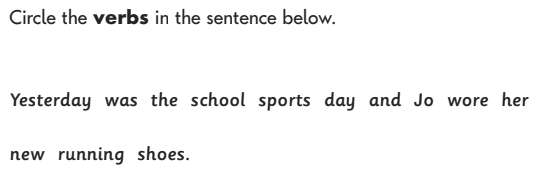 Circle the verbs in the sentence below.
Yesterday was the school sports day and Jo wore her
new running shoes.